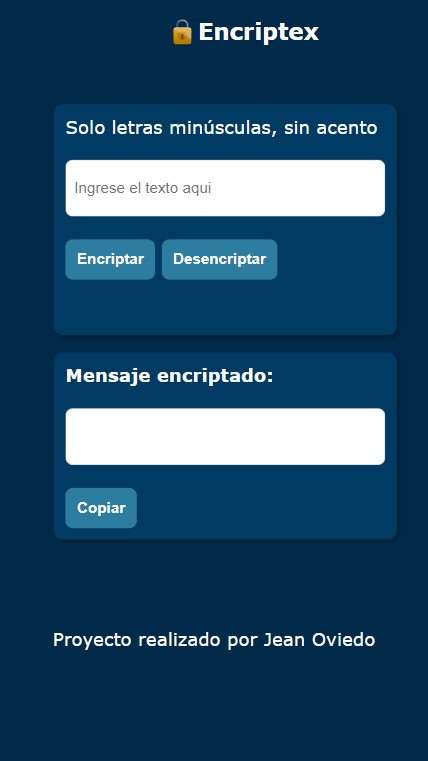 Encriptex
Solo letras minúsculas, sin acento
Ingrese el texto aqui
Encriptar Desencriptar
Mensaje encriptado:
Copiar
Proyecto realizado por Jean Oviedo